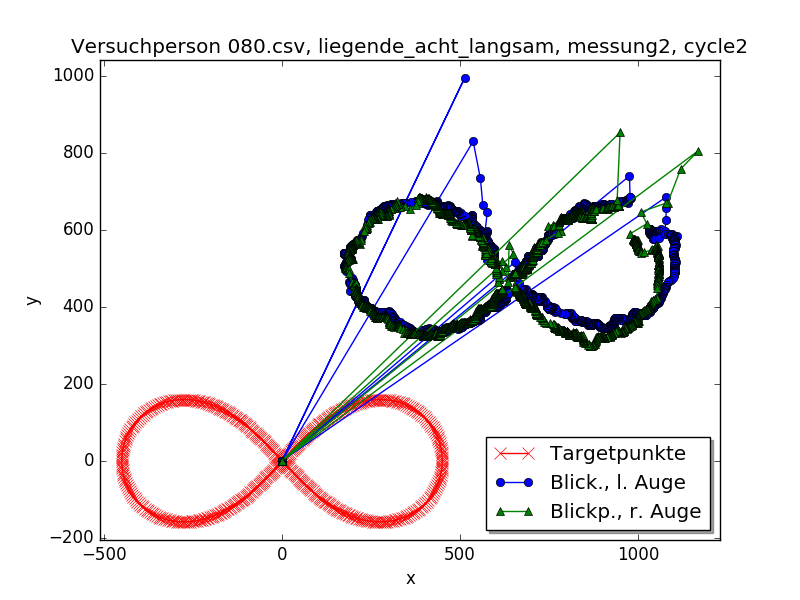 Versuchperson 080.csv, liegende_acht_langsam, messung2, cycle2
1000
800
600
400
200
0
−200
y
−500
0
500
1000
x
Targetpunkte
Blick., l. Auge
Blickp., r. Auge